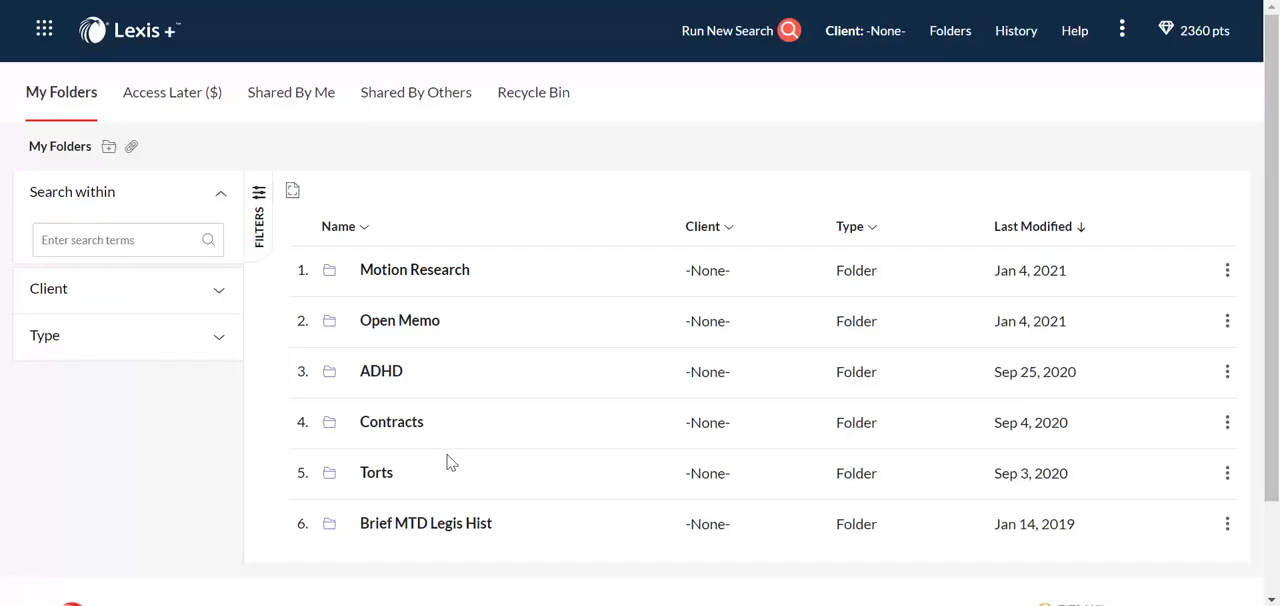 Lexis +™
Run New Search
Client: -None-
Folders
History
Help
2360 pts
My Folders
Access Later ($)
Shared By Me
Shared By Others
Recycle Bin
My Folders
Search within
Enter search terms
Client
Type
FILTERS
Name Client Type Last Modified
1. Motion Research -None- Folder Jan 4, 2021
2. Open Memo -None- Folder Jan 4, 2021
3. ADHD -None- Folder Sep 25, 2020
4. Contracts -None- Folder Sep 4, 2020
5. Torts -None- Folder Sep 3, 2020
6. Brief MTD Legis Hist -None- Folder Jan 14, 2019